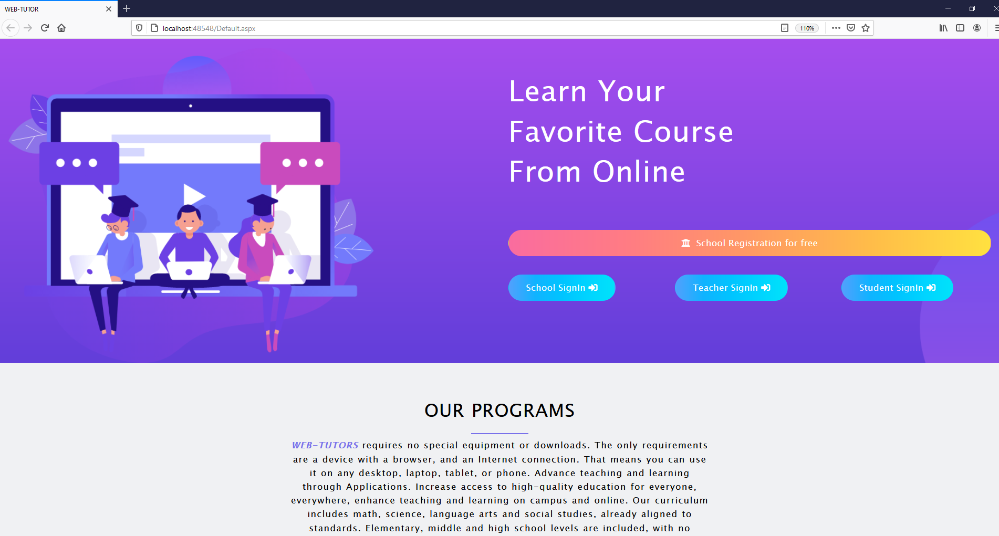 WEB-TUTOR
localhost:48548/Default.aspx
110%
Learn Your
Favorite Course
From Online
School Registration for free
School SignIn
Teacher SignIn
Student SignIn
OUR PROGRAMS
WEB-TUTORS requires no special equipment or downloads. The only requirements
are a device with a browser, and an Internet connection. That means you can use
it on any desktop, laptop, tablet, or phone. Advance teaching and learning
through Applications. Increase access to high-quality education for everyone,
everywhere, enhance teaching and learning on campus and online. Our curriculum
includes math, science, language arts and social studies, already aligned to
standards. Elementary, middle and high school levels are included, with no